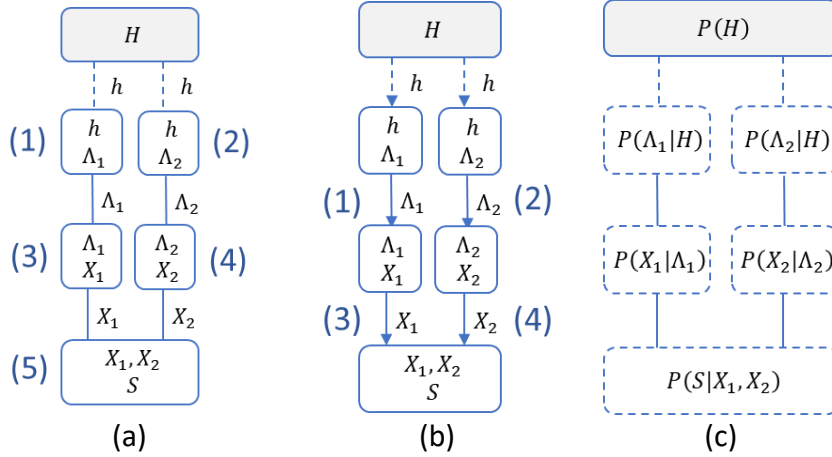 H
h h
(1) h h (2)
Λ₁ Λ₂
Λ₁ Λ₂
(3) Λ₁ Λ₂ (4)
X₁ X₂
X₁ X₂
(5) X₁, X₂
S
(a)
H
h h
h h
Λ₁ Λ₂
(1) Λ₁ Λ₂ (2)
Λ₁ Λ₂
X₁ X₂
(3) X₁ X₂ (4)
X₁, X₂
S
(b)
P(H)
P(Λ₁|H) P(Λ₂|H)
P(X₁|Λ₁) P(X₂|Λ₂)
P(S|X₁, X₂)
(c)